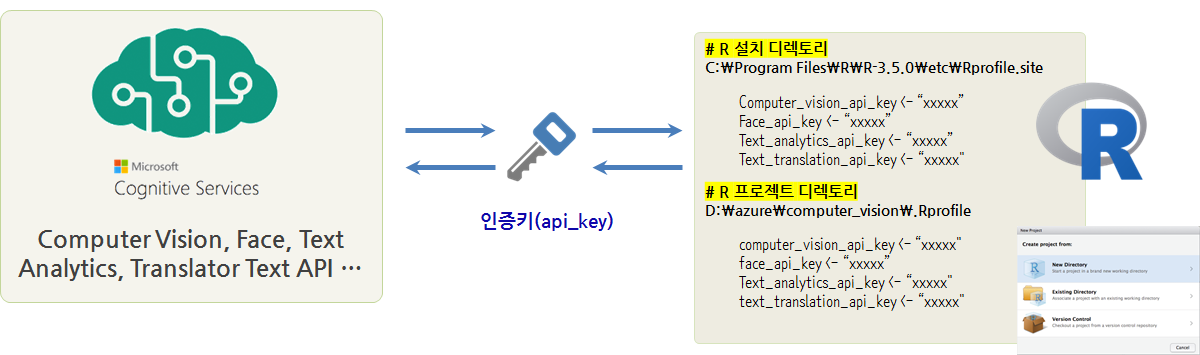 Microsoft
Cognitive Services
Computer Vision, Face, Text
Analytics, Translator Text API ⋯
인증키(api_key)
# R 설치 디렉토리
C:₩Program Files₩R₩R-3.5.0₩etc₩Rprofile.site
Computer_vision_api_key <- “xxxxx”
Face_api_key <- “xxxxx”
Text_analytics_api_key <- “xxxxx”
Text_translation_api_key <- “xxxxx"
# R 프로젝트 디렉토리
D:₩azure₩computer_vision₩.Rprofile
computer_vision_api_key <- “xxxxx"
face_api_key <- “xxxxx”
Text_analytics_api_key <- “xxxxx"
text_translation_api_key <- “xxxxx"
R
New Project
Create project from:
R
New Directory
Start a project in a brand new working directory
Existing Directory
Associate a project with an existing working directory
Version Control
Checkout a project from a version control repository
Cancel